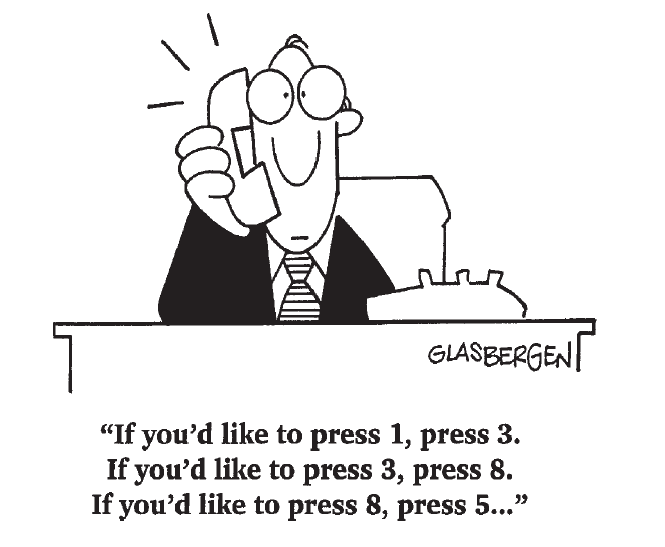 GLASBERGEN
“If you’d like to press 1, press 3.
If you’d like to press 3, press 8.
If you’d like to press 8, press 5...”